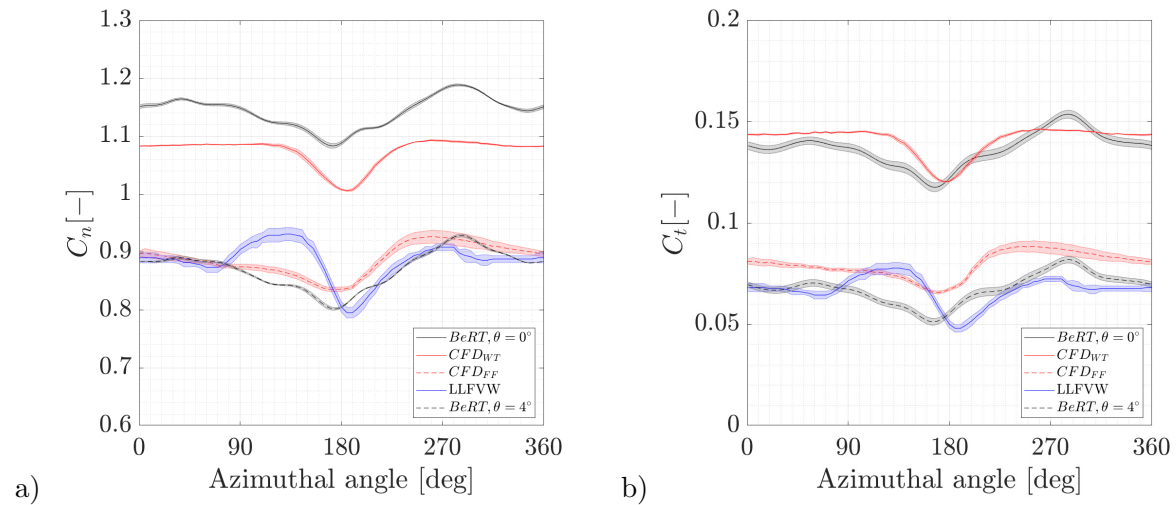 1.3
1.2
1.1
1
0.9
0.8
0.7
0.6
C_n[−]
BeRT, θ = 0°
CFD_WT
CFD_FF
LLFVW
BeRT, θ = 4°
0 90 180 270 360
Azimuthal angle [deg]
a)
0.2
0.15
0.1
0.05
0
C_t[−]
BeRT, θ = 0°
CFD_WT
CFD_FF
LLFVW
BeRT, θ = 4°
0 90 180 270 360
Azimuthal angle [deg]
b)